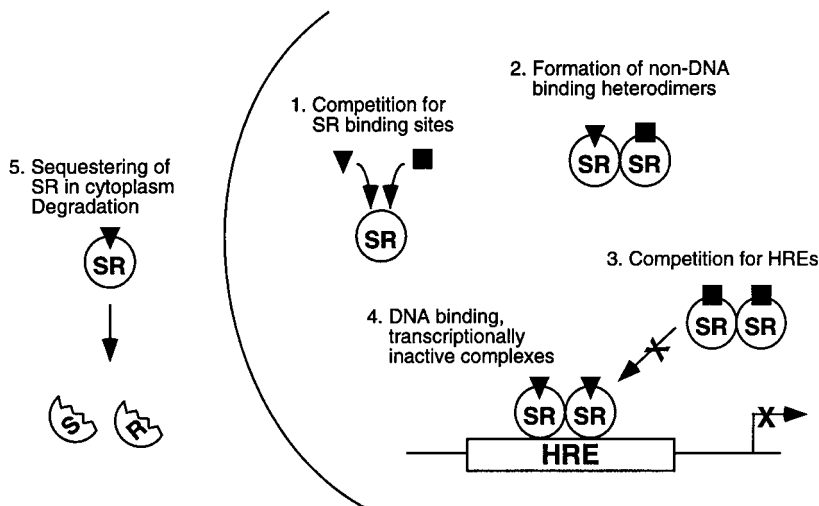 1. Competition for
SR binding sites
SR
2. Formation of non-DNA
binding heterodimers
SR SR
3. Competition for HREs
SR SR
4. DNA binding,
transcriptionally
inactive complexes
SR SR
HRE
X
5. Sequestering of
SR in cytoplasm
Degradation
SR
S R